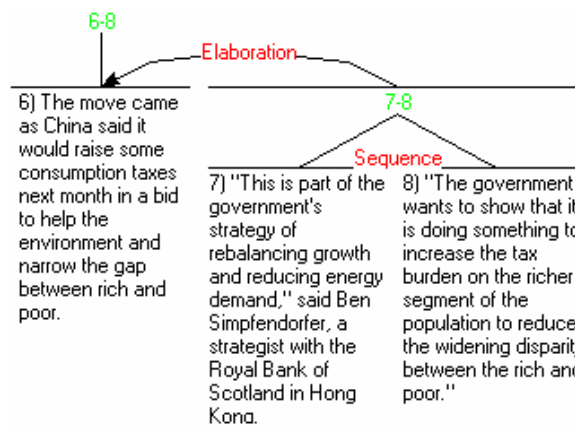 6-8
Elaboration
6) The move came
as China said it
would raise some
consumption taxes
next month in a bid
to help the
environment and
narrow the gap
between rich and
poor.
7-8
Sequence
7) "This is part of the
government's
strategy of
rebalancing growth
and reducing energy
demand," said Ben
Simpfendorfer, a
strategist with the
Royal Bank of
Scotland in Hong
Kong.
8) "The government
wants to show that it
is doing something to
increase the tax
burden on the richer
segment of the
population to reduce
the widening disparit
between the rich and
poor."